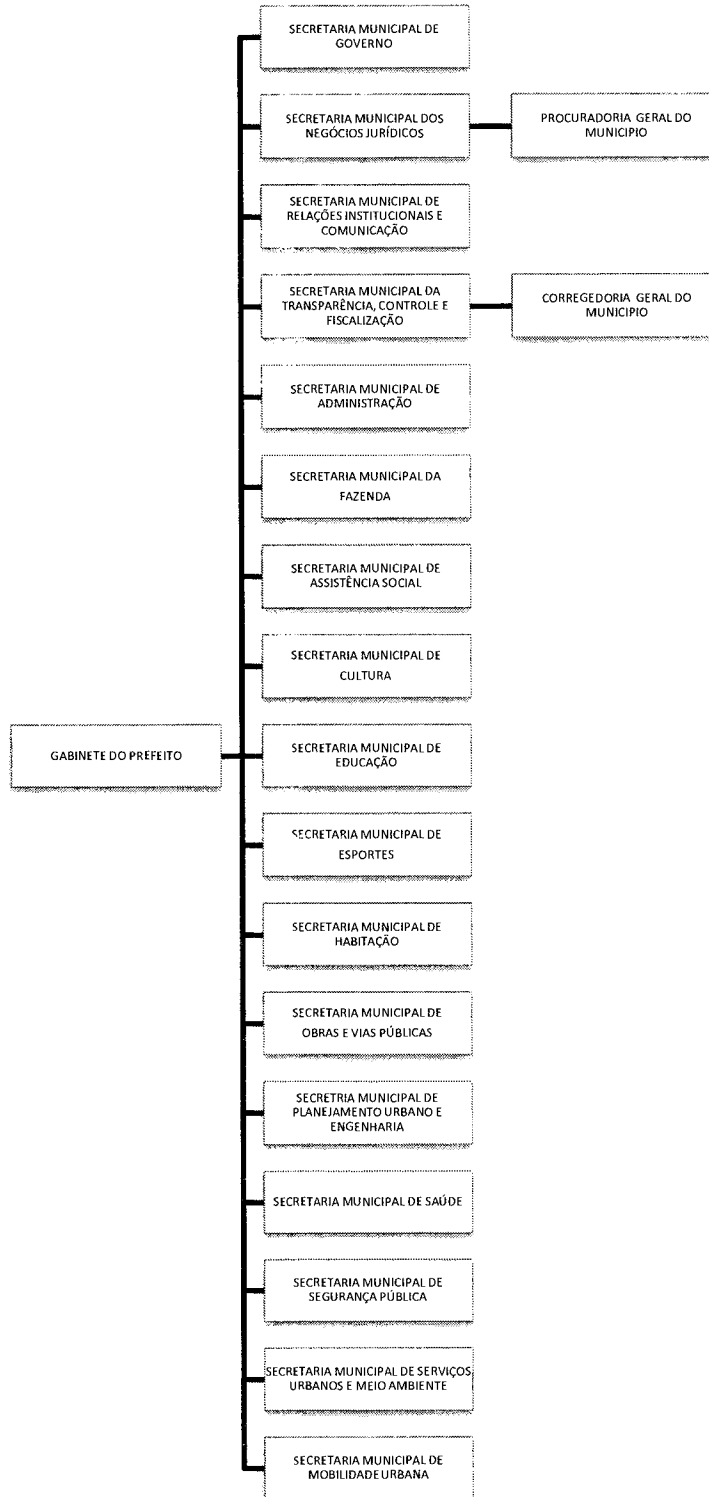 SECRETARIA MUNICIPAL DE
GOVERNO
SECRETARIA MUNICIPAL DOS
NEGÓCIOS JURÍDICOS
PROCURADORIA GERAL DO
MUNICIPIO
SECRETARIA MUNICIPAL DE
RELAÇÕES INSTITUCIONAIS E
COMUNICAÇÃO
SECRETARIA MUNICIPAL DA
TRANSPARÊNCIA, CONTROLE E
FISCALIZAÇÃO
CORREGEDORIA GERAL DO
MUNICIPIO
SECRETARIA MUNICIPAL DE
ADMINISTRAÇÃO
SECRETARIA MUNICIPAL DA
FAZENDA
SECRETARIA MUNICIPAL DE
ASSISTÊNCIA SOCIAL
SECRETARIA MUNICIPAL DE
CULTURA
GABINETE DO PREFEITO
SECRETARIA MUNICIPAL DE
EDUCAÇÃO
SECRETARIA MUNICIPAL DE
ESPORTES
SECRETARIA MUNICIPAL DE
HABITAÇÃO
SECRETARIA MUNICIPAL DE
OBRAS E VIAS PÚBLICAS
SECRETRIA MUNICIPAL DE
PLANEJAMENTO URBANO E
ENGENHARIA
SECRETARIA MUNICIPAL DE SAÚDE
SECRETARIA MUNICIPAL DE
SEGURANÇA PÚBLICA
SECRETARIA MUNICIPAL DE SERVIÇOS
URBANOS E MEIO AMBIENTE
SECRETARIA MUNICIPAL DE
MOBILIDADE URBANA